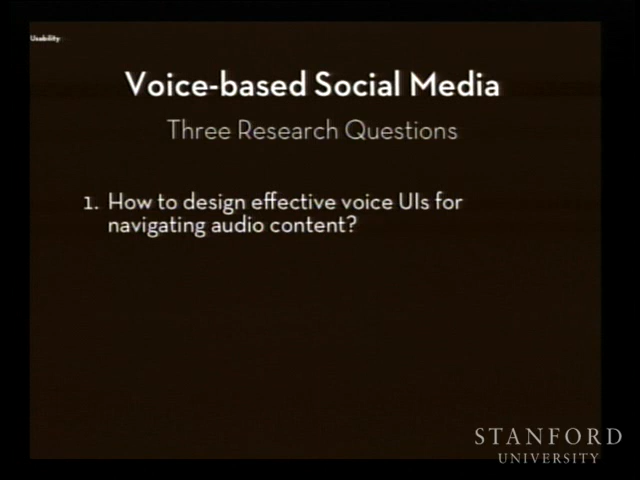 Usability
Voice-based Social Media
Three Research Questions
1. How to design effective voice UIs for
navigating audio content?
STANFORD
UNIVERSITY